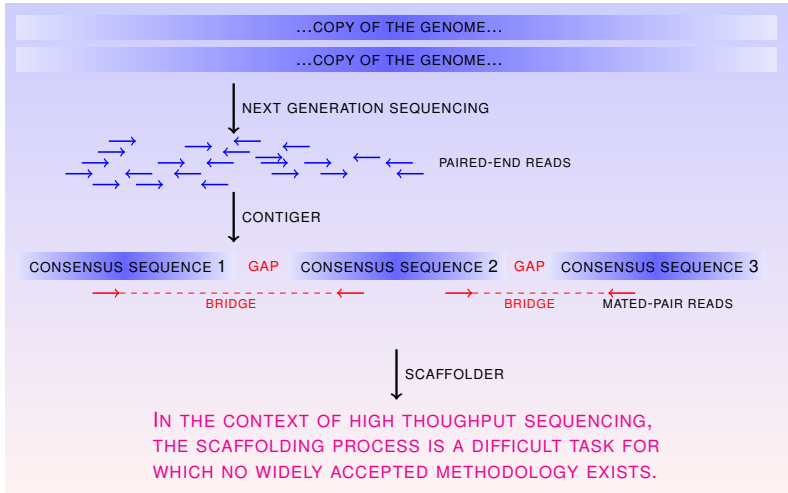 ...COPY OF THE GENOME...
...COPY OF THE GENOME...
NEXT GENERATION SEQUENCING
PAIRED-END READS
CONTIGER
CONSENSUS SEQUENCE 1 GAP CONSENSUS SEQUENCE 2 GAP CONSENSUS SEQUENCE 3
BRIDGE BRIDGE MATED-PAIR READS
SCAFFOLDER
IN THE CONTEXT OF HIGH THOUGHPUT SEQUENCING,
THE SCAFFOLDING PROCESS IS A DIFFICULT TASK FOR
WHICH NO WIDELY ACCEPTED METHODOLOGY EXISTS.